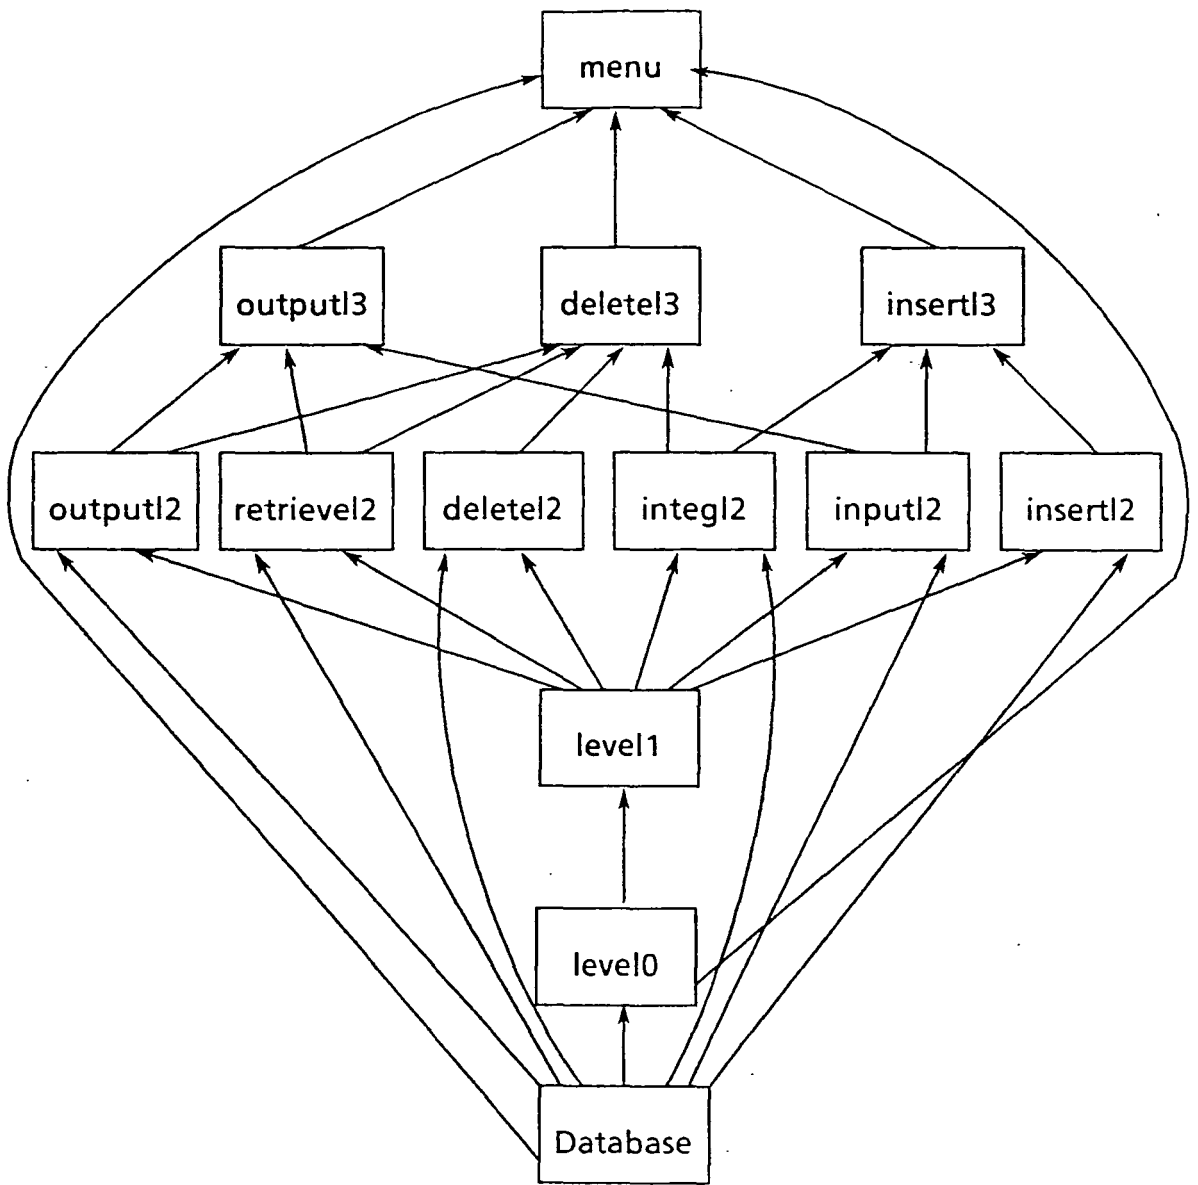 menu
outputl3
deletel3
insertl3
outputl2
retrievel2
deletel2
integl2
inputl2
insertl2
level1
level0
Database